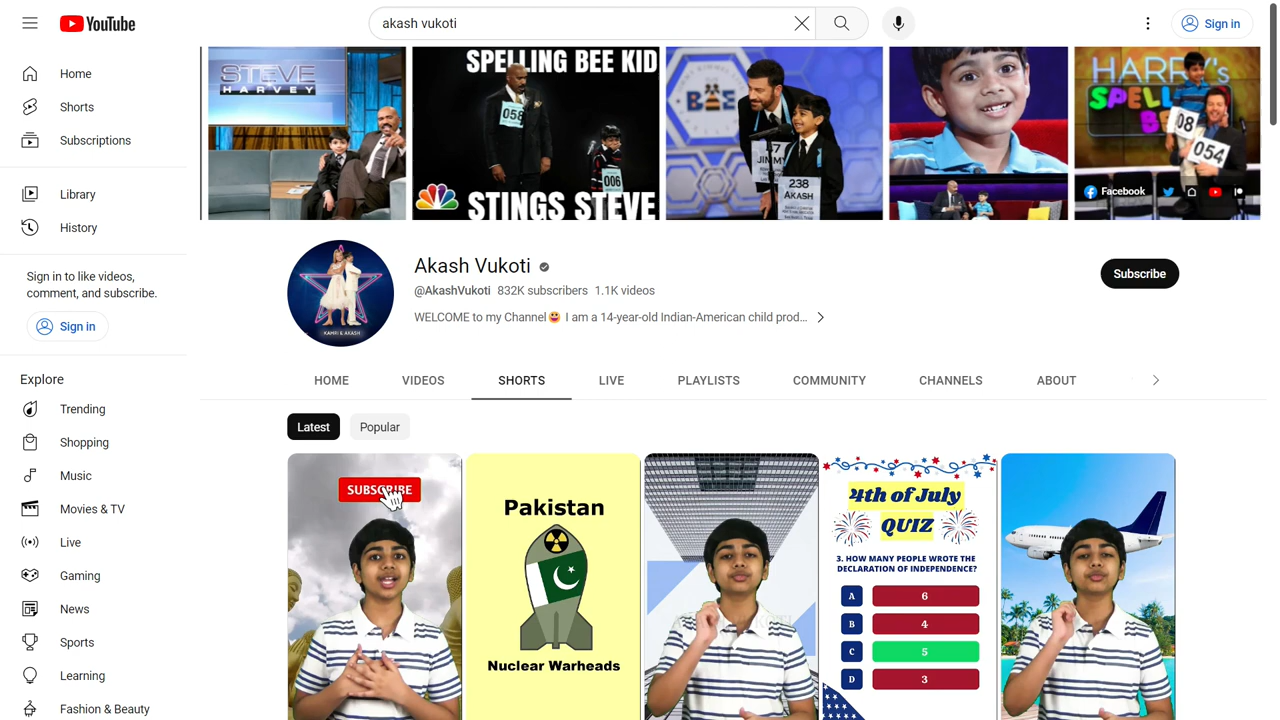 YouTube
akash vukoti
Sign in
Home
Shorts
Subscriptions
Library
History
Sign in to like videos,
comment, and subscribe.
Sign in
Explore
Trending
Shopping
Music
Movies & TV
Live
Gaming
News
Sports
Learning
Fashion & Beauty
STEVE
HARVEY
SPELLING BEE KID
058
006
STINGS STEVE
BEE
JIMMY
238
AKASH
HARRY's
08
054
Facebook
KAMRI & AKASH
Akash Vukoti
@AkashVukoti 832K subscribers 1.1K videos
WELCOME to my Channel😃 I am a 14-year-old Indian-American child prod...
Subscribe
HOME
VIDEOS
SHORTS
LIVE
PLAYLISTS
COMMUNITY
CHANNELS
ABOUT
Latest
Popular
SUBSCRIBE
Pakistan
Nuclear Warheads
4th of July
QUIZ
3. HOW MANY PEOPLE WROTE THE
DECLARATION OF INDEPENDENCE?
A 6
B 4
C 5
D 3